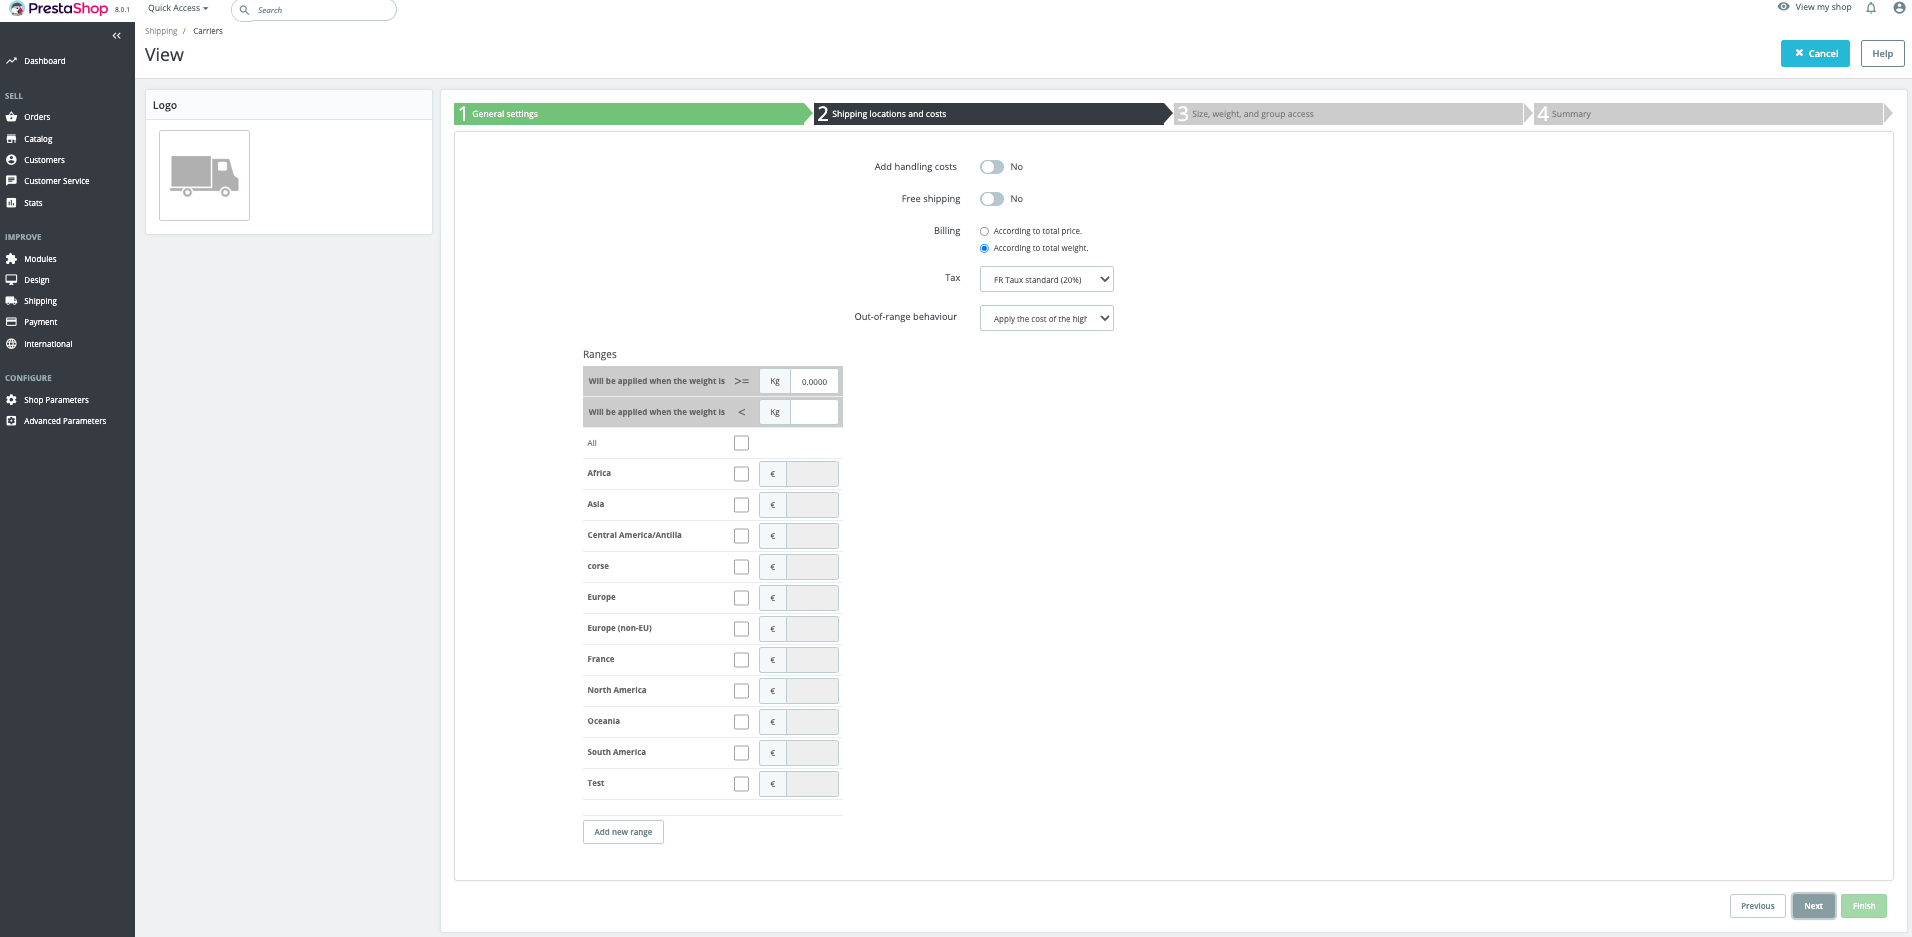 PrestaShop 8.0.1 Quick Access Search View my shop
Shipping / Carriers
View
Cancel Help
Dashboard
SELL
Orders
Catalog
Customers
Customer Service
Stats
IMPROVE
Modules
Design
Shipping
Payment
International
CONFIGURE
Shop Parameters
Advanced Parameters
Logo
1 General settings 2 Shipping locations and costs 3 Size, weight, and group access 4 Summary
Add handling costs No
Free shipping No
Billing According to total price.
According to total weight.
Tax FR Taux standard (20%)
Out-of-range behaviour Apply the cost of the high
Ranges
Will be applied when the weight is >= Kg 0.0000
Will be applied when the weight is < Kg
All
Africa €
Asia €
Central America/Antilla €
corse €
Europe €
Europe (non-EU) €
France €
North America €
Oceania €
South America €
Test €
Add new range
Previous Next Finish